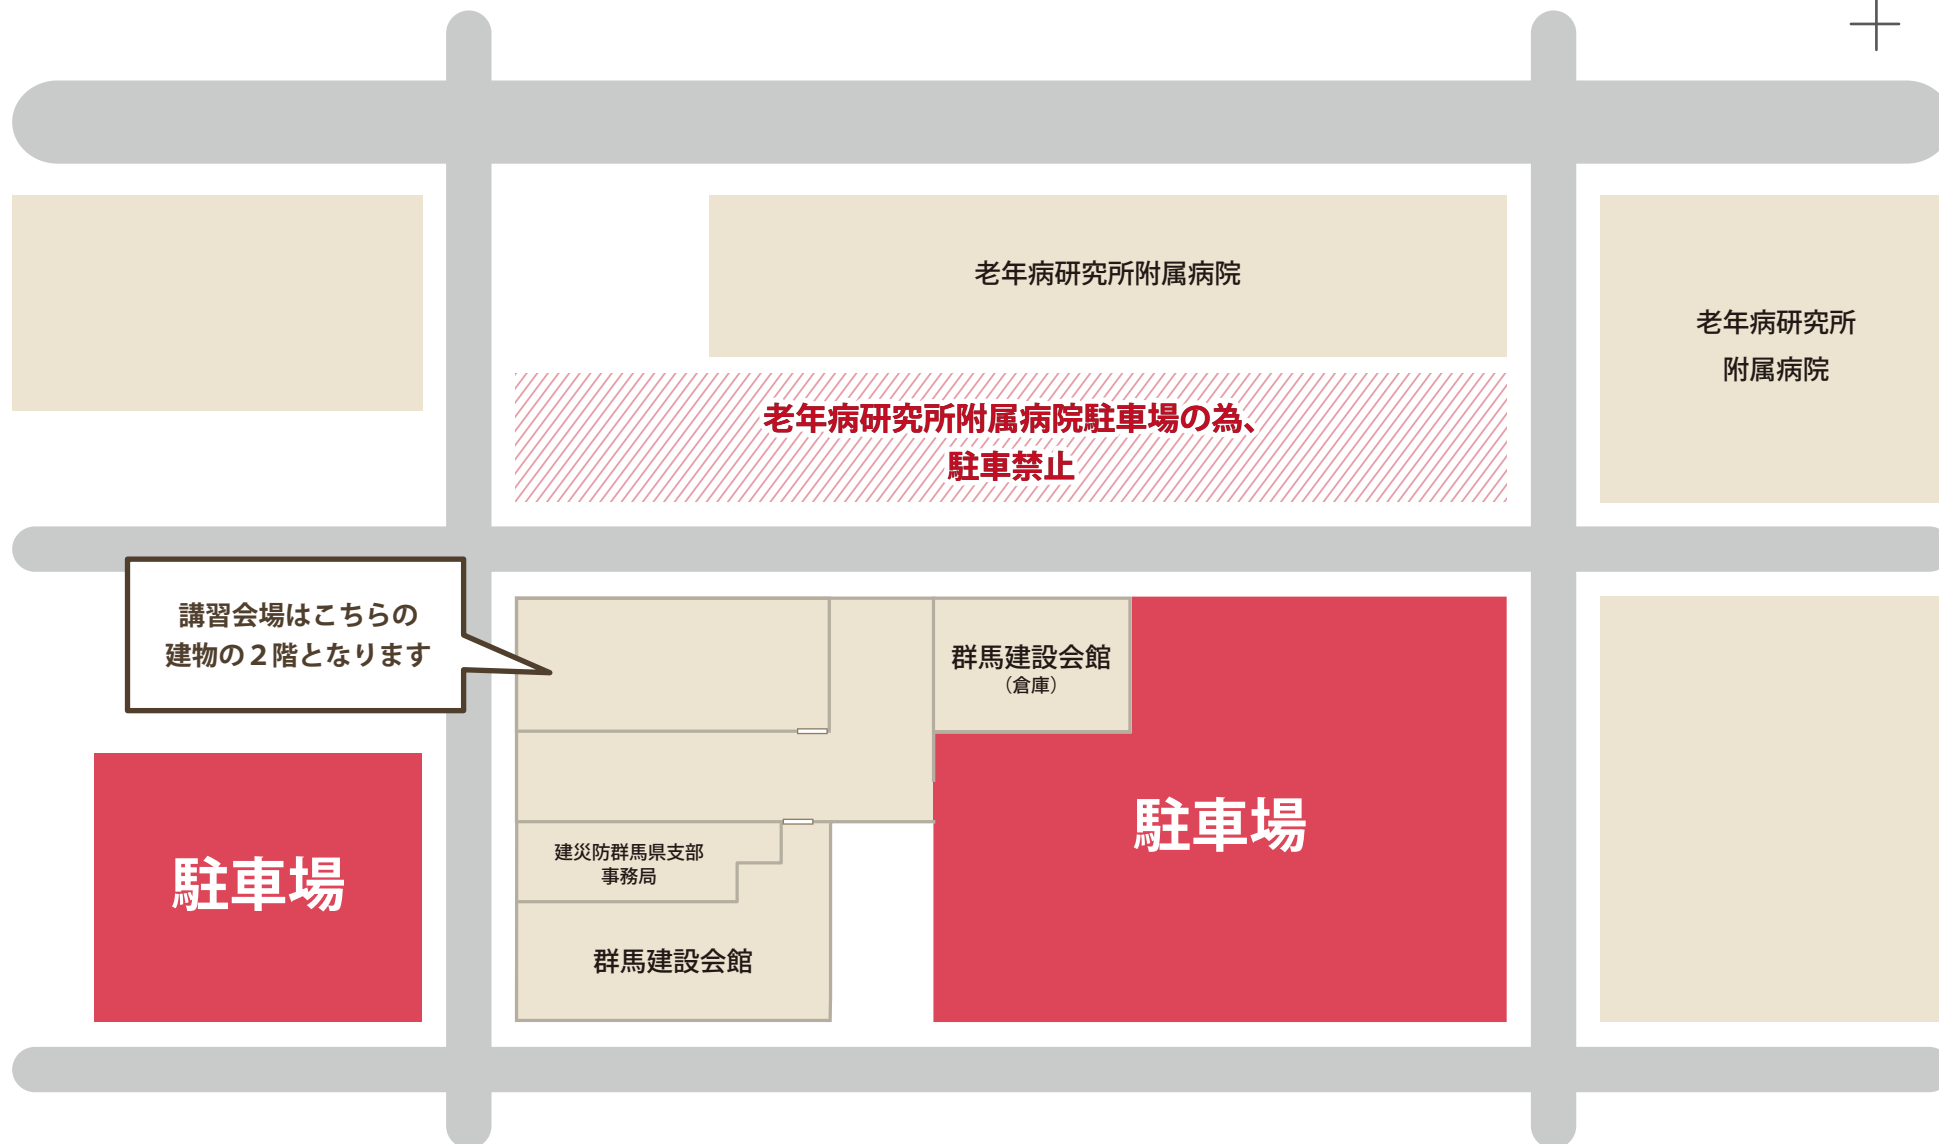 老年病研究所附属病院
老年病研究所
附属病院
老年病研究所附属病院駐車場の為、
駐車禁止
講習会場はこちらの
建物の２階となります
群馬建設会館
（倉庫）
駐車場
建災防群馬県支部
事務局
駐車場
群馬建設会館